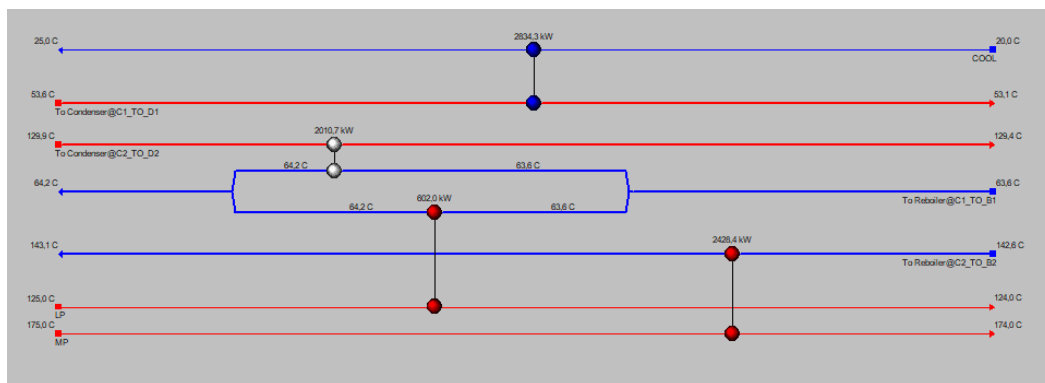 25,0 C
2834,3 kW
20,0 C
COOL
53,6 C
To Condenser@C1_TO_D1
53,1 C
129,9 C
To Condenser@C2_TO_D2
2010,7 kW
129,4 C
64,2 C
63,6 C
64,2 C
63,6 C
To Reboiler@C1_TO_B1
64,2 C
602,0 kW
63,6 C
143,1 C
2428,4 kW
142,6 C
To Reboiler@C2_TO_B2
125,0 C
LP
124,0 C
175,0 C
MP
174,0 C